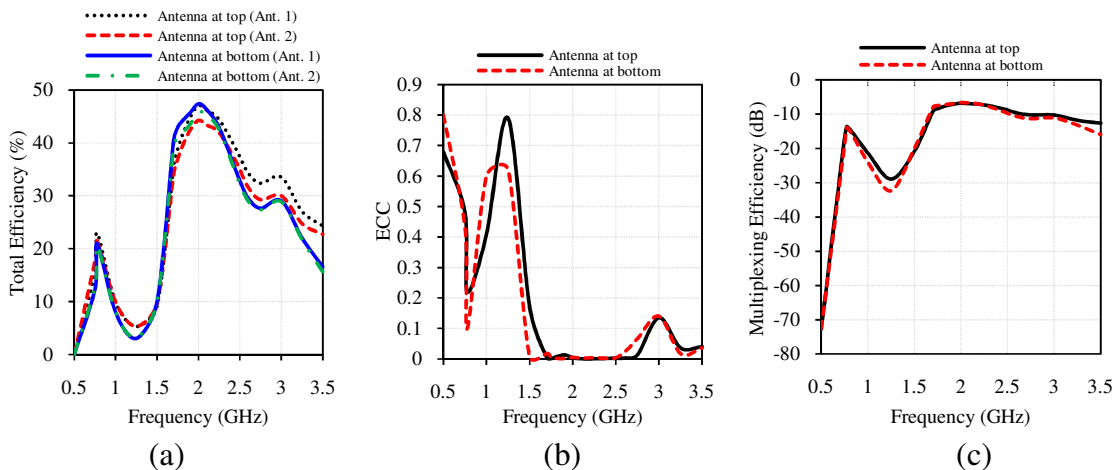 Antenna at top (Ant. 1)
Antenna at top (Ant. 2)
Antenna at bottom (Ant. 1)
Antenna at bottom (Ant. 2)
50
40
30
20
10
0
Total Efficiency (%)
0.5 1 1.5 2 2.5 3 3.5
Frequency (GHz)
(a)
Antenna at top
Antenna at bottom
0.9
0.8
0.7
0.6
0.5
0.4
0.3
0.2
0.1
0
ECC
0.5 1 1.5 2 2.5 3 3.5
Frequency (GHz)
(b)
Antenna at top
Antenna at bottom
0
-10
-20
-30
-40
-50
-60
-70
-80
Multiplexing Efficiency (dB)
0.5 1 1.5 2 2.5 3 3.5
Frequency (GHz)
(c)